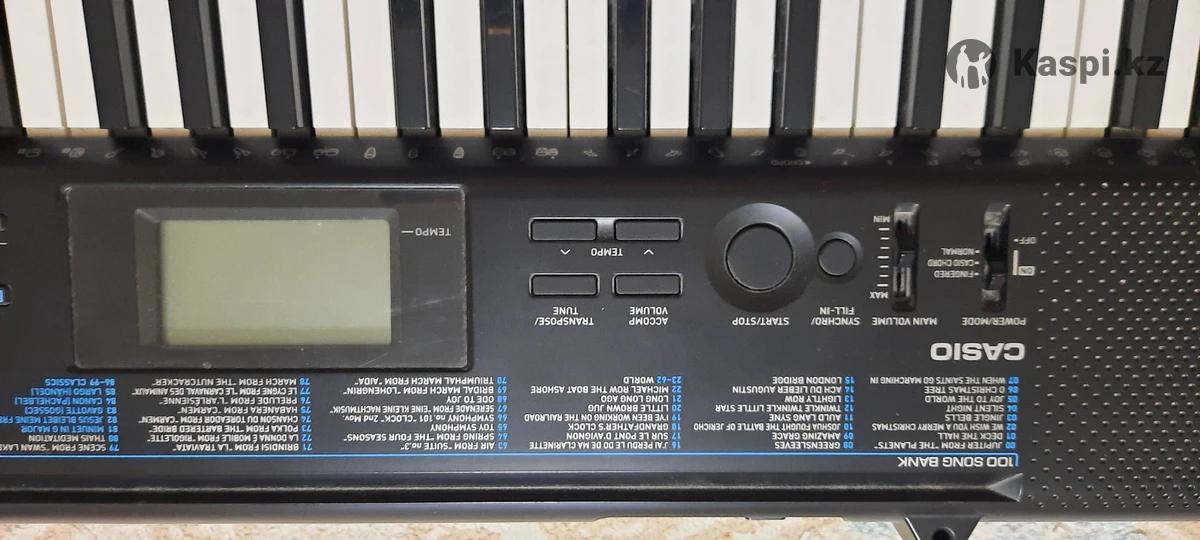 Kaspi.kz
100 SONG BANK
00 JUPITER FROM "THE PLANETS"
01 DECK THE HALL
02 WE WISH YOU A MERRY CHRISTMAS
03 JINGLE BELLS
04 SILENT NIGHT
05 JOY TO THE WORLD
06 O CHRISTMAS TREE
07 WHEN THE SAINTS GO MARCHING IN
08 GREENSLEEVES
09 AMAZING GRACE
10 JOSHUA FOUGHT THE BATTLE OF JERICHO
11 AULD LANG SYNE
12 TWINKLE TWINKLE LITTLE STAR
13 LIGHTLY ROW
14 ACH DU LIEBER AUGUSTIN
15 LONDON BRIDGE
16 J'AI PERDU LE DO DE MA CLARINETTE
17 SUR LE PONT D'AVIGNON
18 GRANDFATHER'S CLOCK
19 I'VE BEEN WORKING ON THE RAILROAD
20 LITTLE BROWN JUG
21 LONG LONG AGO
22 MICHAEL ROW THE BOAT ASHORE
23-62 WORLD
63 AIR FROM "SUITE no.3"
64 SPRING FROM "THE FOUR SEASONS"
65 TOY SYMPHONY
66 SYMPHONY no.101 "CLOCK" 2nd Mov.
67 SERENADE FROM "EINE KLEINE NACHTMUSIK"
68 ODE TO JOY
69 BRIDAL MARCH FROM "LOHENGRIN"
70 TRIUMPHAL MARCH FROM "AIDA"
71 BRINDISI FROM "LA TRAVIATA"
72 LA DONNA È MOBILE FROM "RIGOLETTO"
73 POLKA FROM "THE BARTERED BRIDE"
74 CHANSON DU TOREADOR FROM "CARMEN"
75 HABANERA FROM "CARMEN"
76 PRELUDE FROM "L'ARLÉSIENNE"
77 LE CYGNE FROM "LE CARNAVAL DES ANIMAUX"
78 MARCH FROM "THE NUTCRACKER"
79 SCENE FROM "SWAN
80 THAIS MEDITATION
81 MINUET IN G MAJOR
82 JESUS BLEIBET MEINE
83 GAVOTTE (GOSSEC)
84 CANON (PACHELBEL)
85 LARGO (HANDEL)
86-99 CLASSICS
CASIO
POWER/MODE
ON
FINGERED
CASIO CHORD
NORMAL
OFF
MAIN VOLUME
MAX
MIN
SYNCHRO/
FILL-IN
START/STOP
ACCOMP
VOLUME
TRANSPOSE/
TUNE
TEMPO
TEMPO
CHORD